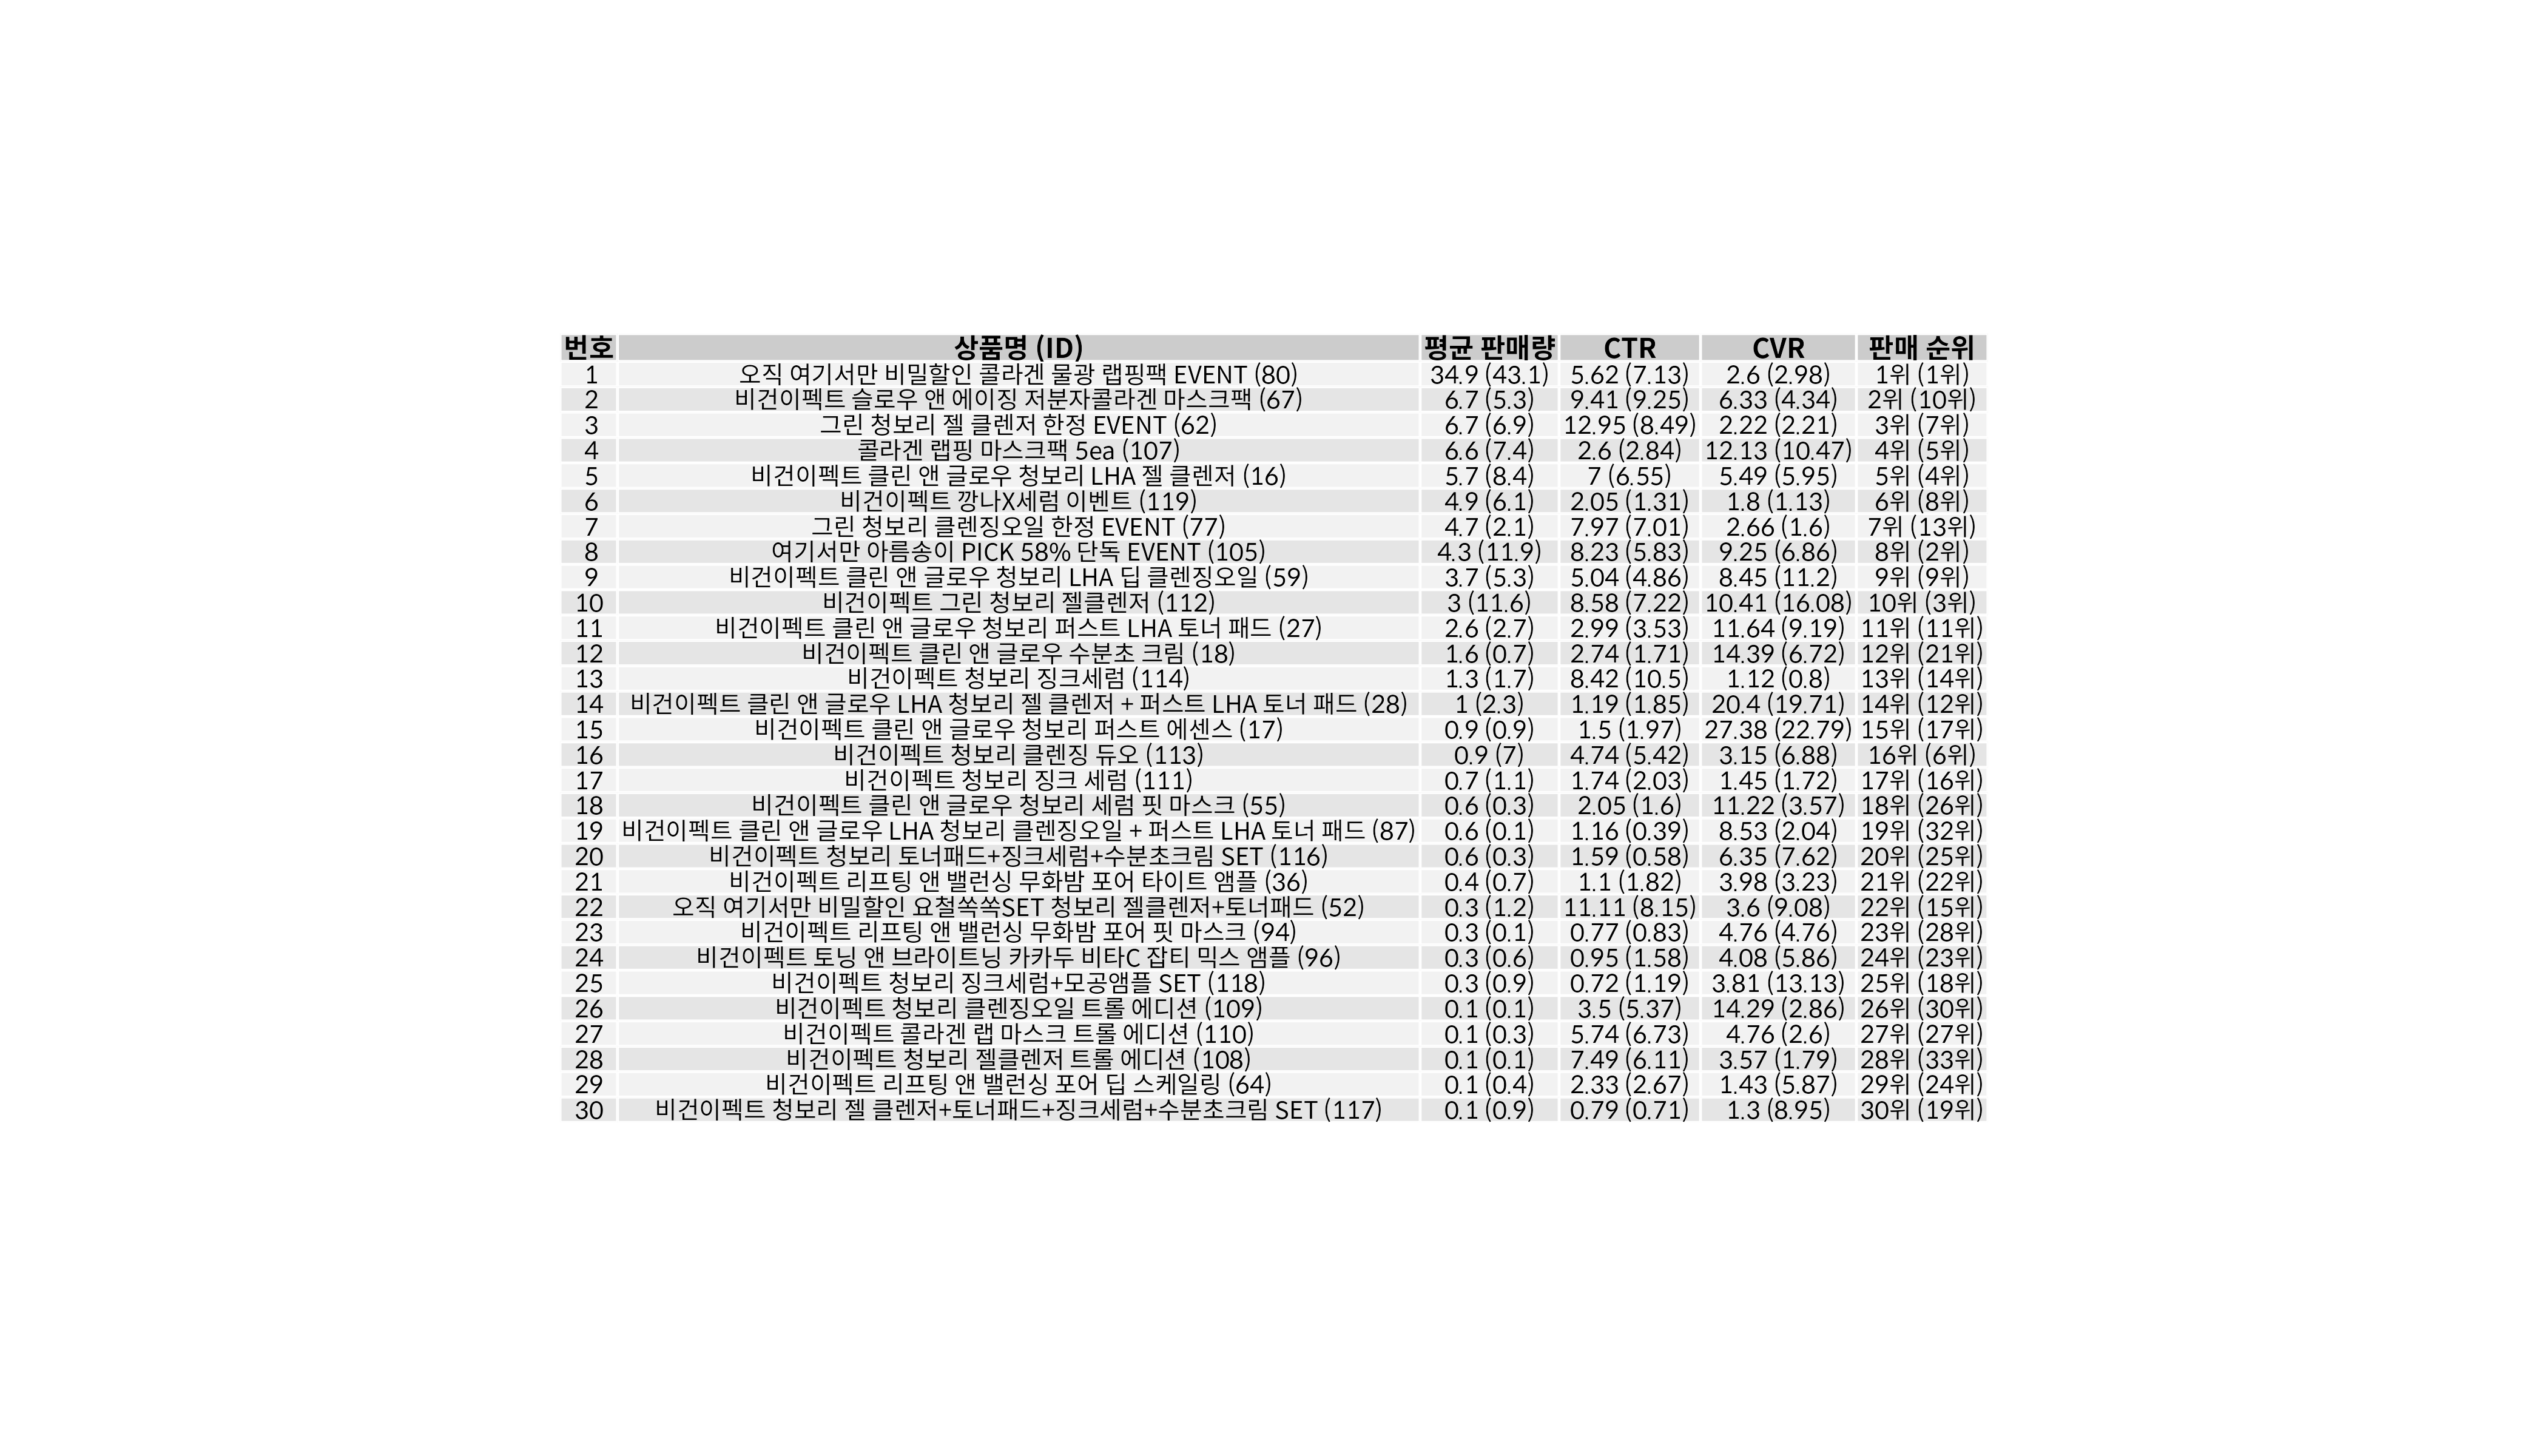 번호 상품명 (ID) 평균 판매량 CTR CVR 판매 순위
1 오직 여기서만 비밀할인 콜라겐 물광 랩핑팩 EVENT (80) 34.9 (43.1) 5.62 (7.13) 2.6 (2.98) 1위 (1위)
2 비건이펙트 슬로우 앤 에이징 저분자콜라겐 마스크팩 (67) 6.7 (5.3) 9.41 (9.25) 6.33 (4.34) 2위 (10위)
3 그린 청보리 젤 클렌저 한정 EVENT (62) 6.7 (6.9) 12.95 (8.49) 2.22 (2.21) 3위 (7위)
4 콜라겐 랩핑 마스크팩 5ea (107) 6.6 (7.4) 2.6 (2.84) 12.13 (10.47) 4위 (5위)
5 비건이펙트 클린 앤 글로우 청보리 LHA 젤 클렌저 (16) 5.7 (8.4) 7 (6.55) 5.49 (5.95) 5위 (4위)
6 비건이펙트 깡나X세럼 이벤트 (119) 4.9 (6.1) 2.05 (1.31) 1.8 (1.13) 6위 (8위)
7 그린 청보리 클렌징오일 한정 EVENT (77) 4.7 (2.1) 7.97 (7.01) 2.66 (1.6) 7위 (13위)
8 여기서만 아름송이 PICK 58% 단독 EVENT (105) 4.3 (11.9) 8.23 (5.83) 9.25 (6.86) 8위 (2위)
9 비건이펙트 클린 앤 글로우 청보리 LHA 딥 클렌징오일 (59) 3.7 (5.3) 5.04 (4.86) 8.45 (11.2) 9위 (9위)
10 비건이펙트 그린 청보리 젤클렌저 (112) 3 (11.6) 8.58 (7.22) 10.41 (16.08) 10위 (3위)
11 비건이펙트 클린 앤 글로우 청보리 퍼스트 LHA 토너 패드 (27) 2.6 (2.7) 2.99 (3.53) 11.64 (9.19) 11위 (11위)
12 비건이펙트 클린 앤 글로우 수분초 크림 (18) 1.6 (0.7) 2.74 (1.71) 14.39 (6.72) 12위 (21위)
13 비건이펙트 청보리 징크세럼 (114) 1.3 (1.7) 8.42 (10.5) 1.12 (0.8) 13위 (14위)
14 비건이펙트 클린 앤 글로우 LHA 청보리 젤 클렌저 + 퍼스트 LHA 토너 패드 (28) 1 (2.3) 1.19 (1.85) 20.4 (19.71) 14위 (12위)
15 비건이펙트 클린 앤 글로우 청보리 퍼스트 에센스 (17) 0.9 (0.9) 1.5 (1.97) 27.38 (22.79) 15위 (17위)
16 비건이펙트 청보리 클렌징 듀오 (113) 0.9 (7) 4.74 (5.42) 3.15 (6.88) 16위 (6위)
17 비건이펙트 청보리 징크 세럼 (111) 0.7 (1.1) 1.74 (2.03) 1.45 (1.72) 17위 (16위)
18 비건이펙트 클린 앤 글로우 청보리 세럼 핏 마스크 (55) 0.6 (0.3) 2.05 (1.6) 11.22 (3.57) 18위 (26위)
19 비건이펙트 클린 앤 글로우 LHA 청보리 클렌징오일 + 퍼스트 LHA 토너 패드 (87) 0.6 (0.1) 1.16 (0.39) 8.53 (2.04) 19위 (32위)
20 비건이펙트 청보리 토너패드+징크세럼+수분초크림 SET (116) 0.6 (0.3) 1.59 (0.58) 6.35 (7.62) 20위 (25위)
21 비건이펙트 리프팅 앤 밸런싱 무화밤 포어 타이트 앰플 (36) 0.4 (0.7) 1.1 (1.82) 3.98 (3.23) 21위 (22위)
22 오직 여기서만 비밀할인 요철쏙쏙SET 청보리 젤클렌저+토너패드 (52) 0.3 (1.2) 11.11 (8.15) 3.6 (9.08) 22위 (15위)
23 비건이펙트 리프팅 앤 밸런싱 무화밤 포어 핏 마스크 (94) 0.3 (0.1) 0.77 (0.83) 4.76 (4.76) 23위 (28위)
24 비건이펙트 토닝 앤 브라이트닝 카카두 비타C 잡티 믹스 앰플 (96) 0.3 (0.6) 0.95 (1.58) 4.08 (5.86) 24위 (23위)
25 비건이펙트 청보리 징크세럼+모공앰플 SET (118) 0.3 (0.9) 0.72 (1.19) 3.81 (13.13) 25위 (18위)
26 비건이펙트 청보리 클렌징오일 트롤 에디션 (109) 0.1 (0.1) 3.5 (5.37) 14.29 (2.86) 26위 (30위)
27 비건이펙트 콜라겐 랩 마스크 트롤 에디션 (110) 0.1 (0.3) 5.74 (6.73) 4.76 (2.6) 27위 (27위)
28 비건이펙트 청보리 젤클렌저 트롤 에디션 (108) 0.1 (0.1) 7.49 (6.11) 3.57 (1.79) 28위 (33위)
29 비건이펙트 리프팅 앤 밸런싱 포어 딥 스케일링 (64) 0.1 (0.4) 2.33 (2.67) 1.43 (5.87) 29위 (24위)
30 비건이펙트 청보리 젤 클렌저+토너패드+징크세럼+수분초크림 SET (117) 0.1 (0.9) 0.79 (0.71) 1.3 (8.95) 30위 (19위)